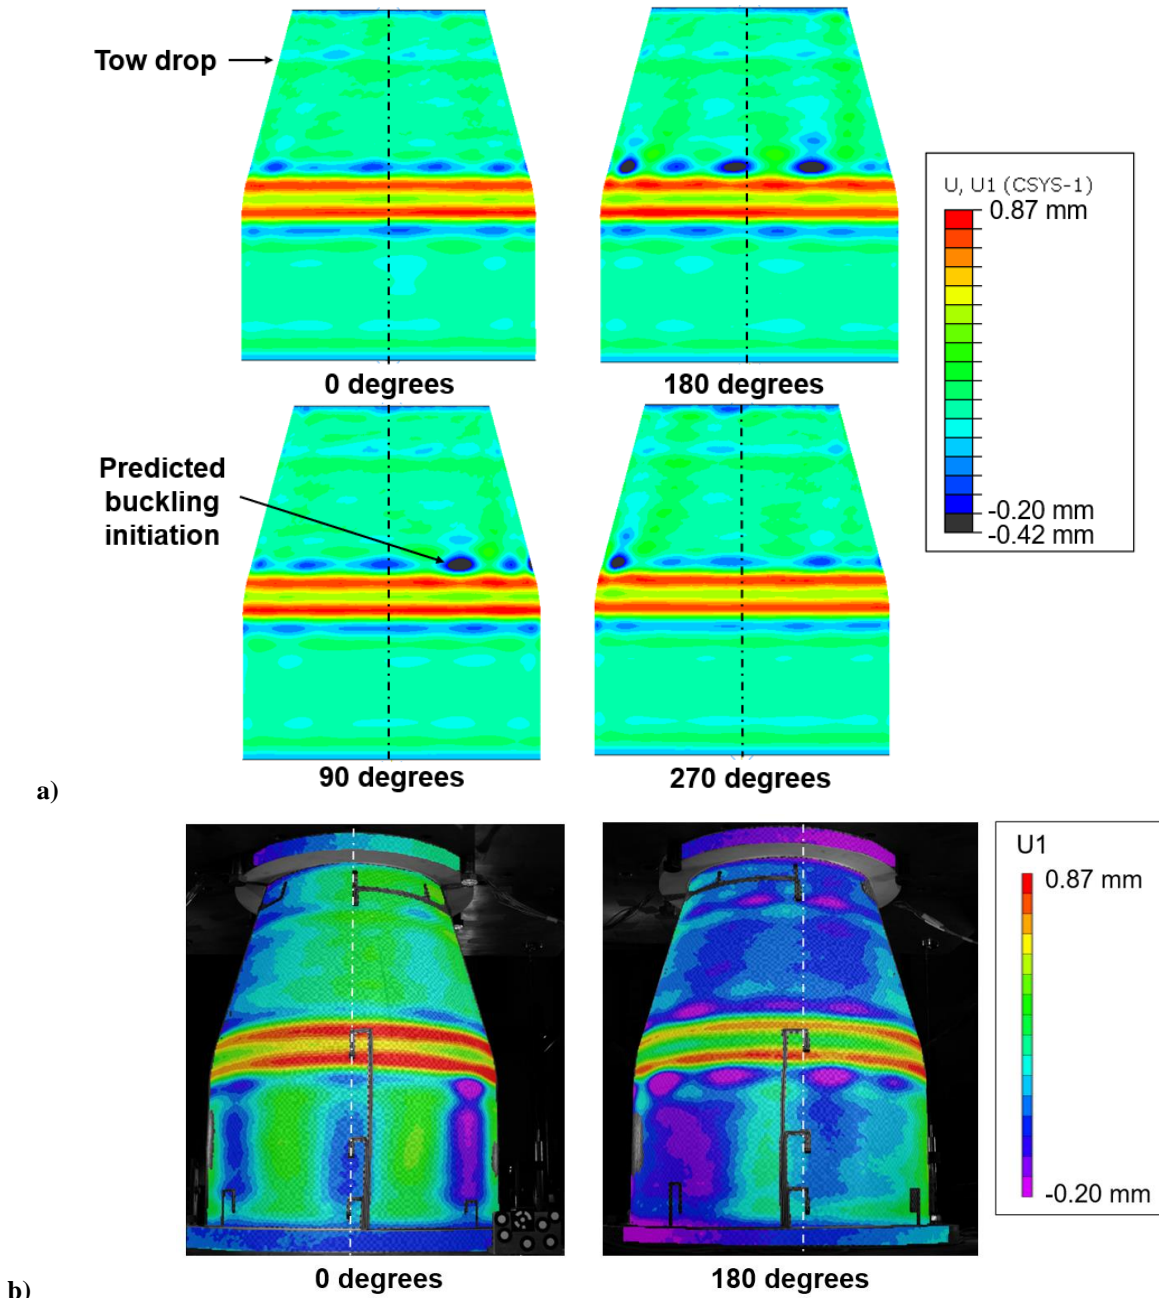 Tow drop
0 degrees
180 degrees
U, U1 (CSYS-1)
0.87 mm
-0.20 mm
-0.42 mm
Predicted
buckling
initiation
90 degrees
270 degrees
a)
U1
0.87 mm
-0.20 mm
0 degrees
180 degrees
b)